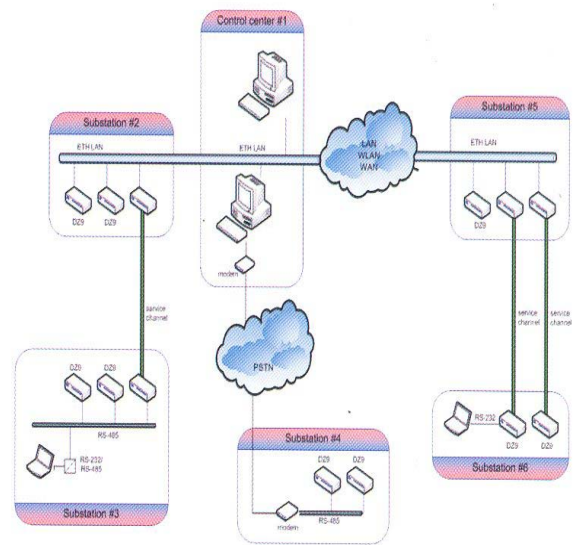 Control center #1
Substation #2
Substation #5
ETH LAN
ETH LAN
LAN
WLAN
WAN
ETH LAN
DZ9
DZ9
DZ9
modem
service
channel
service
channel
service
channel
PSTN
DZ9
DZ9
RS-485
RS-232/
RS-485
Substation #3
Substation #4
DZ9
DZ9
RS-485
modem
RS-232
DZ9
DZ9
Substation #6